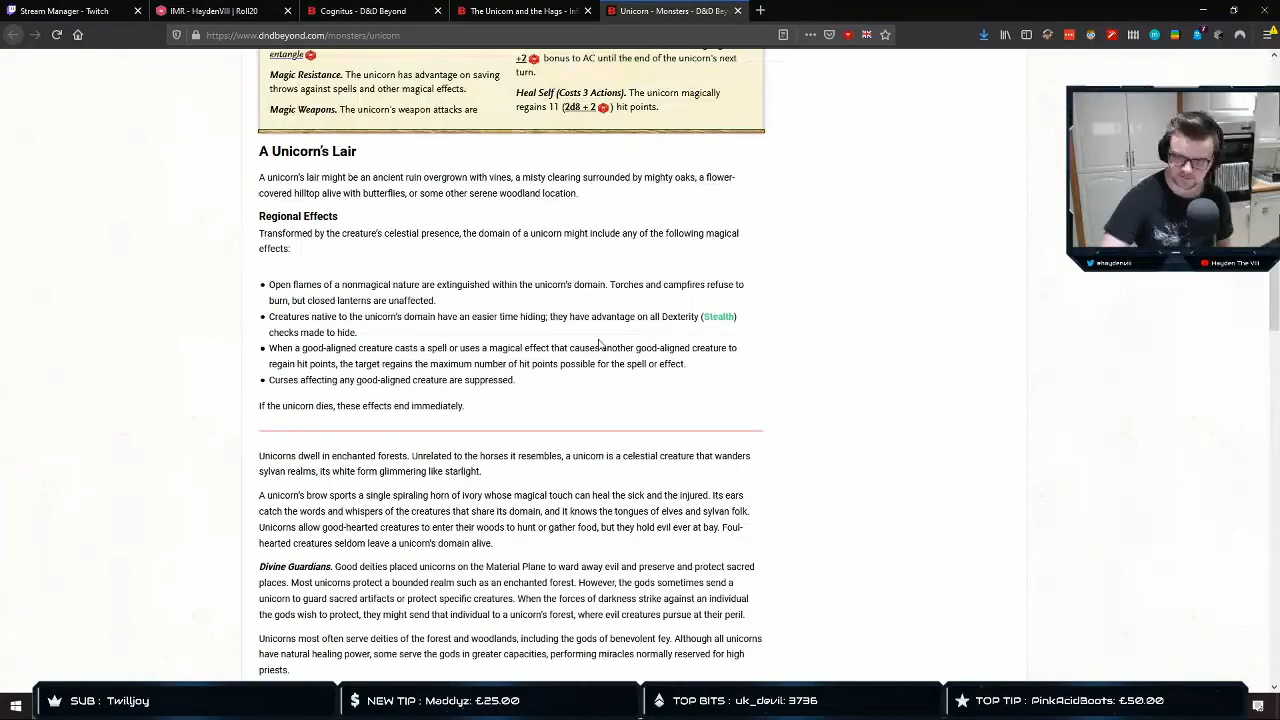 Stream Manager - Twitch
IMR - HaydenVIII | Roll20
Cognitus - D&D Beyond
The Unicorn and the Hags - Inf
Unicorn - Monsters - D&D Bey
https://www.dndbeyond.com/monsters/unicorn
entangle
Magic Resistance. The unicorn has advantage on saving
throws against spells and other magical effects.
Magic Weapons. The unicorn's weapon attacks are
+2 bonus to AC until the end of the unicorn's next
turn.
Heal Self (Costs 3 Actions). The unicorn magically
regains 11 (2d8 + 2 ) hit points.
A Unicorn's Lair
A unicorn's lair might be an ancient ruin overgrown with vines, a misty clearing surrounded by mighty oaks, a flower-
covered hilltop alive with butterflies, or some other serene woodland location.
Regional Effects
Transformed by the creature's celestial presence, the domain of a unicorn might include any of the following magical
effects:
Open flames of a nonmagical nature are extinguished within the unicorn's domain. Torches and campfires refuse to
burn, but closed lanterns are unaffected.
Creatures native to the unicorn's domain have an easier time hiding; they have advantage on all Dexterity (Stealth)
checks made to hide.
When a good-aligned creature casts a spell or uses a magical effect that causes another good-aligned creature to
regain hit points, the target regains the maximum number of hit points possible for the spell or effect.
Curses affecting any good-aligned creature are suppressed.
If the unicorn dies, these effects end immediately.
Unicorns dwell in enchanted forests. Unrelated to the horses it resembles, a unicorn is a celestial creature that wanders
sylvan realms, its white form glimmering like starlight.
A unicorn's brow sports a single spiraling horn of ivory whose magical touch can heal the sick and the injured. Its ears
catch the words and whispers of the creatures that share its domain, and it knows the tongues of elves and sylvan folk.
Unicorns allow good-hearted creatures to enter their woods to hunt or gather food, but they hold evil ever at bay. Foul-
hearted creatures seldom leave a unicorn's domain alive.
Divine Guardians. Good deities placed unicorns on the Material Plane to ward away evil and preserve and protect sacred
places. Most unicorns protect a bounded realm such as an enchanted forest. However, the gods sometimes send a
unicorn to guard sacred artifacts or protect specific creatures. When the forces of darkness strike against an individual
the gods wish to protect, they might send that individual to a unicorn's forest, where evil creatures pursue at their peril.
Unicorns most often serve deities of the forest and woodlands, including the gods of benevolent fey. Although all unicorns
have natural healing power, some serve the gods in greater capacities, performing miracles normally reserved for high
priests.
@haydenviii
Hayden The VIII
SUB : Twilljoy
NEW TIP : Maddyz: £25.00
TOP BITS : uk_devil: 3736
TOP TIP : PinkAcidBoots: £50.00